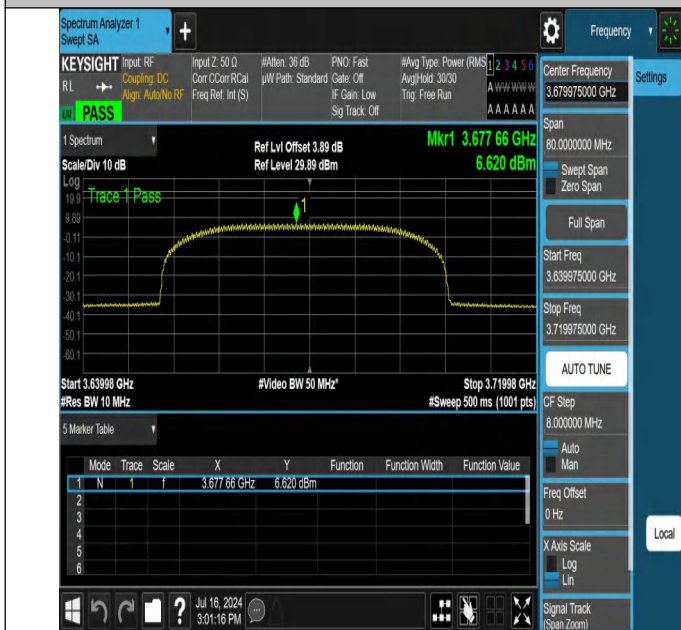 Spectrum Analyzer 1
Swept SA
+
Frequency
KEYSIGHT
RL
PASS
Input: RF
Coupling: DC
Align: Auto/No RF
Input Z: 50 Ω
Corr CCorr RCal
Freq Ref: Int (S)
#Atten: 36 dB
µW Path: Standard
PNO: Fast
Gate: Off
IF Gain: Low
Sig Track: Off
#Avg Type: Power (RMS
Avg|Hold: 30/30
Trig: Free Run
1 2 3 4 5 6
A W W W W W
A A A A A A
1 Spectrum
Scale/Div 10 dB
Ref Lvl Offset 3.89 dB
Ref Level 29.89 dBm
Mkr1 3.677 66 GHz
6.620 dBm
Log
Trace 1 Pass
1
19.9
9.89
-0.11
-10.1
-20.1
-30.1
-40.1
-50.1
-60.1
Start 3.63998 GHz
#Res BW 10 MHz
#Video BW 50 MHz*
Stop 3.71998 GHz
#Sweep 500 ms (1001 pts)
5 Marker Table
Mode Trace Scale X Y Function Function Width Function Value
1 N 1 f 3.677 66 GHz 6.620 dBm
2
3
4
5
6
Jul 16, 2024
3:01:16 PM
Center Frequency
3.679975000 GHz
Settings
Span
80.0000000 MHz
Swept Span
Zero Span
Full Span
Start Freq
3.639975000 GHz
Stop Freq
3.719975000 GHz
AUTO TUNE
CF Step
8.000000 MHz
Auto
Man
Freq Offset
0 Hz
Local
X Axis Scale
Log
Lin
Signal Track
(Span Zoom)